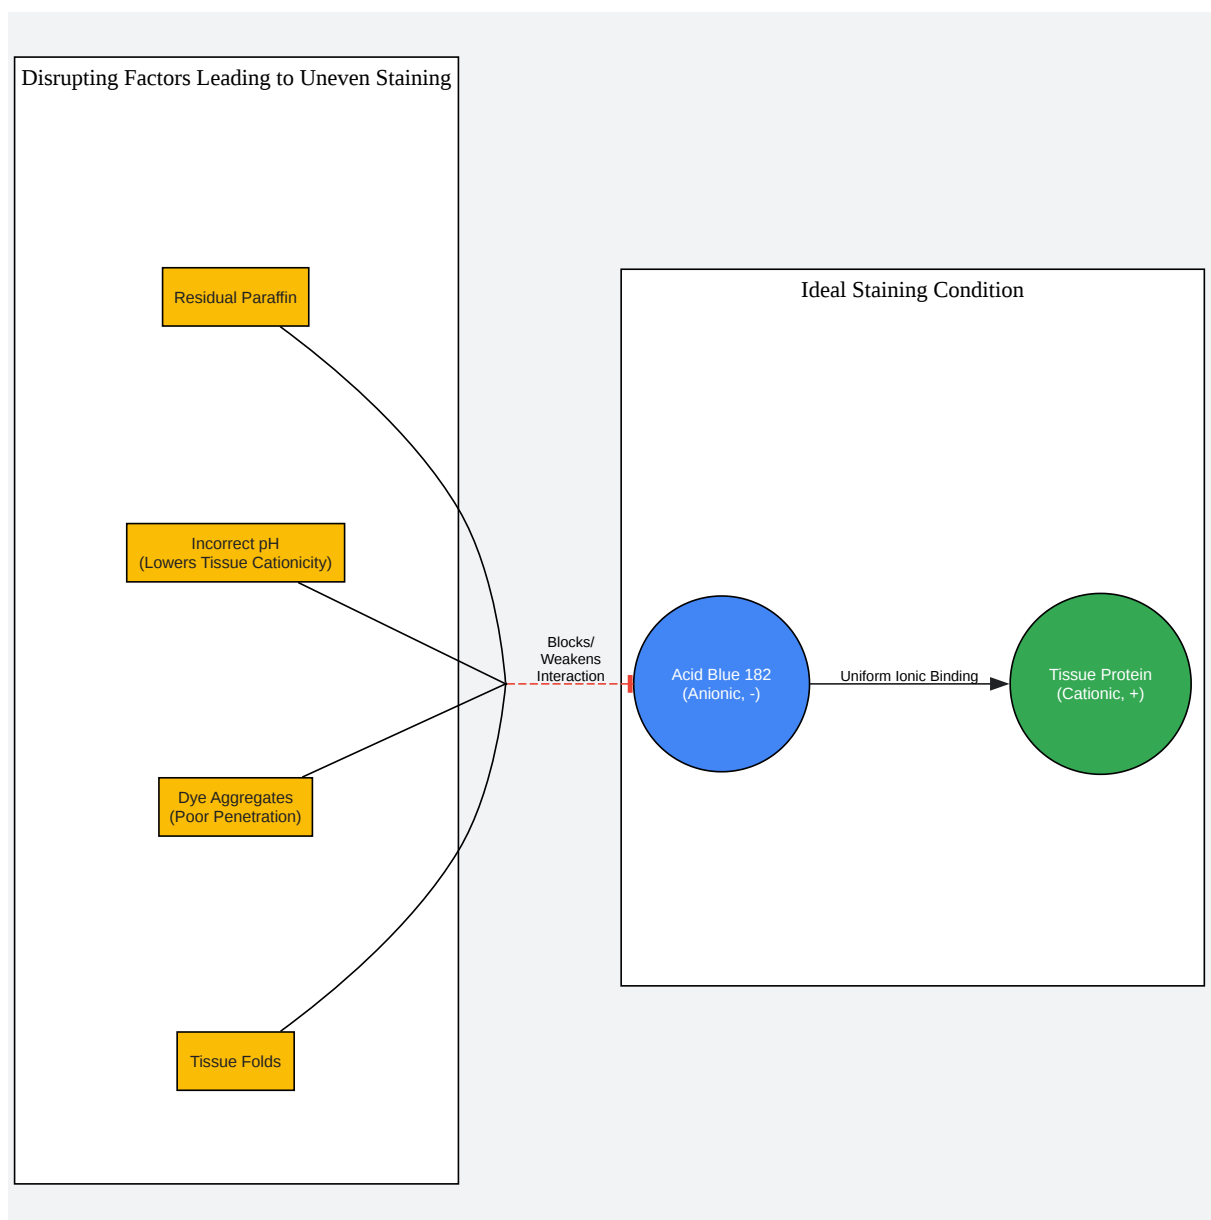 Disrupting Factors Leading to Uneven Staining
Residual Paraffin
Incorrect pH
(Lowers Tissue Cationicity)
Dye Aggregates
(Poor Penetration)
Tissue Folds
Blocks/
Weakens
Interaction
Ideal Staining Condition
Acid Blue 182
(Anionic, -)
Uniform Ionic Binding
Tissue Protein
(Cationic, +)